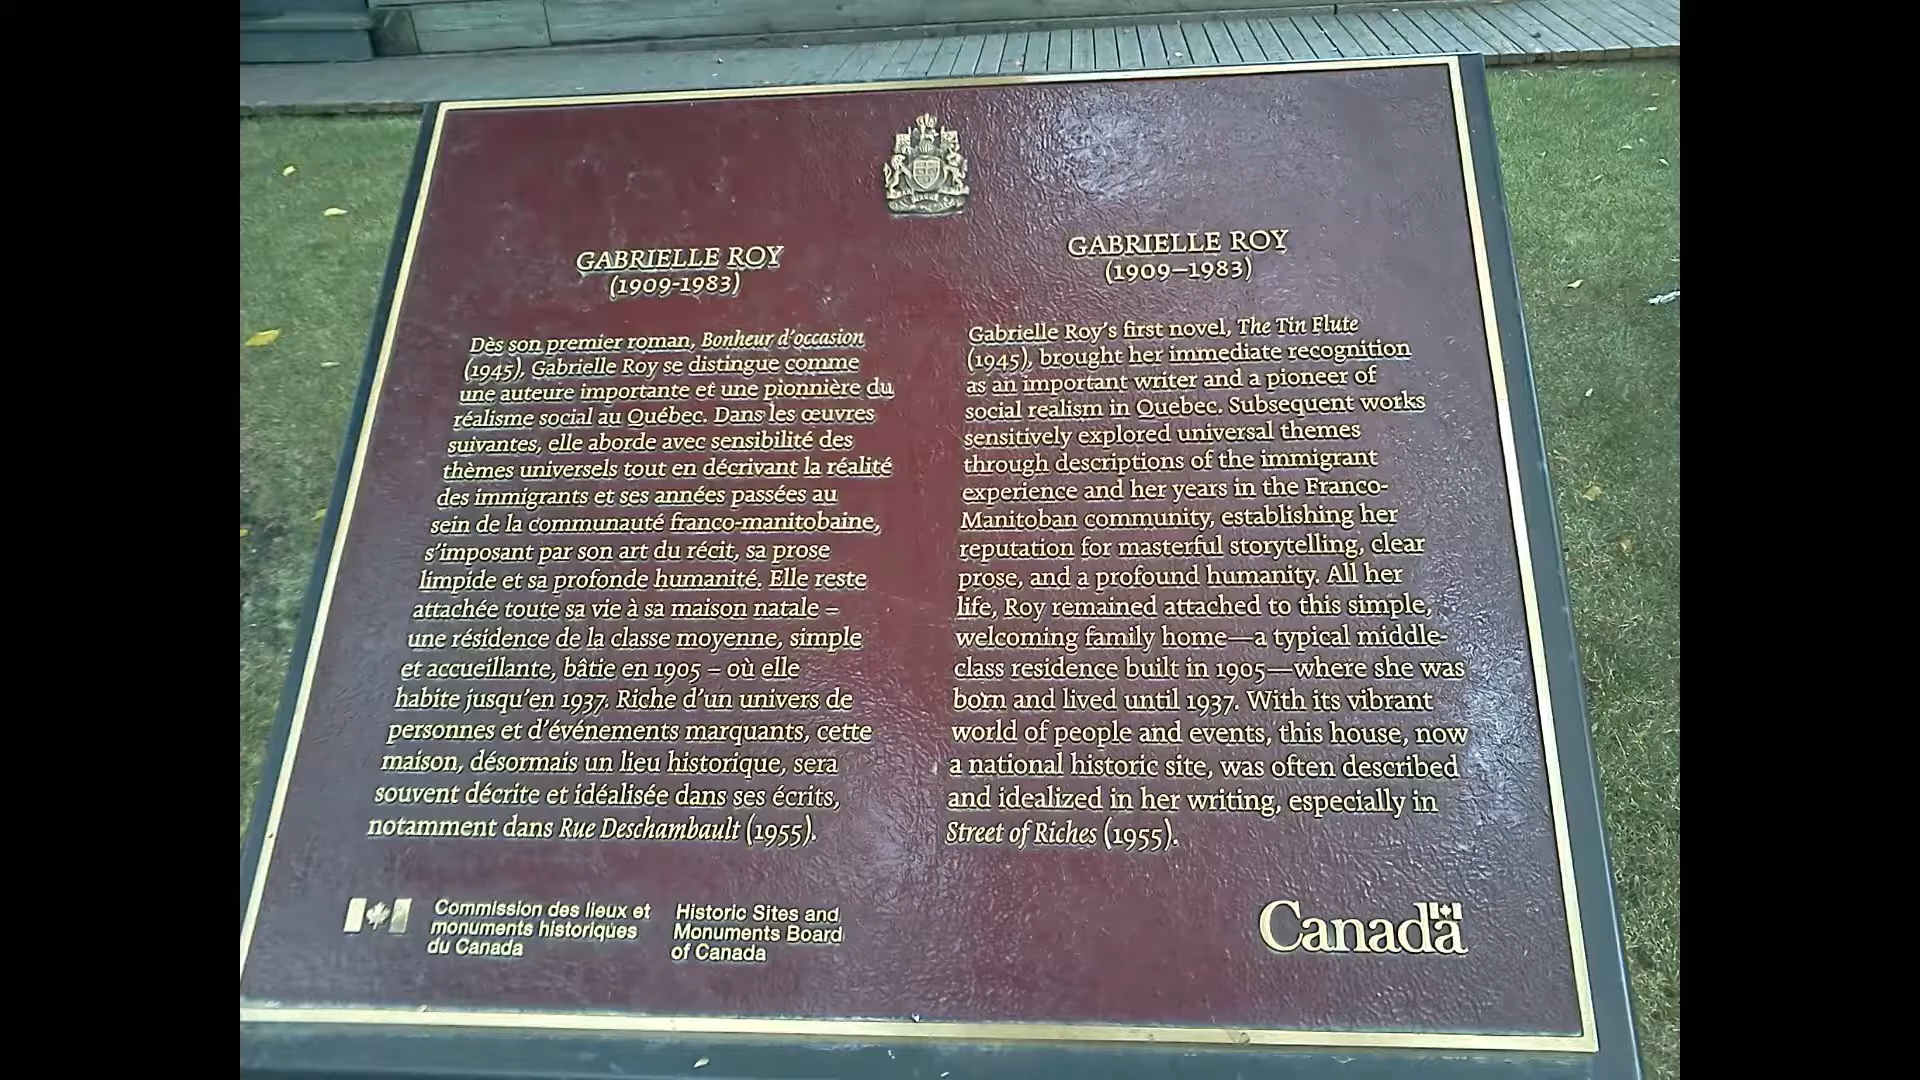 GABRIELLE ROY
(1909-1983)
Dès son premier roman, Bonheur d'occasion
(1945), Gabrielle Roy se distingue comme
une auteure importante et une pionnière du
réalisme social au Québec. Dans les œuvres
suivantes, elle aborde avec sensibilité des
thèmes universels tout en décrivant la réalité
des immigrants et ses années passées au
sein de la communauté franco-manitobaine,
s'imposant par son art du récit, sa prose
limpide et sa profonde humanité. Elle reste
attachée toute sa vie à sa maison natale –
une résidence de la classe moyenne, simple
et accueillante, bâtie en 1905 – où elle
habite jusqu'en 1937. Riche d'un univers de
personnes et d'événements marquants, cette
maison, désormais un lieu historique, sera
souvent décrite et idéalisée dans ses écrits,
notamment dans Rue Deschambault (1955).
GABRIELLE ROY
(1909–1983)
Gabrielle Roy's first novel, The Tin Flute
(1945), brought her immediate recognition
as an important writer and a pioneer of
social realism in Quebec. Subsequent works
sensitively explored universal themes
through descriptions of the immigrant
experience and her years in the Franco-
Manitoban community, establishing her
reputation for masterful storytelling, clear
prose, and a profound humanity. All her
life, Roy remained attached to this simple,
welcoming family home—a typical middle-
class residence built in 1905—where she was
born and lived until 1937. With its vibrant
world of people and events, this house, now
a national historic site, was often described
and idealized in her writing, especially in
Street of Riches (1955).
Commission des lieux et
monuments historiques
du Canada
Historic Sites and
Monuments Board
of Canada
Canada